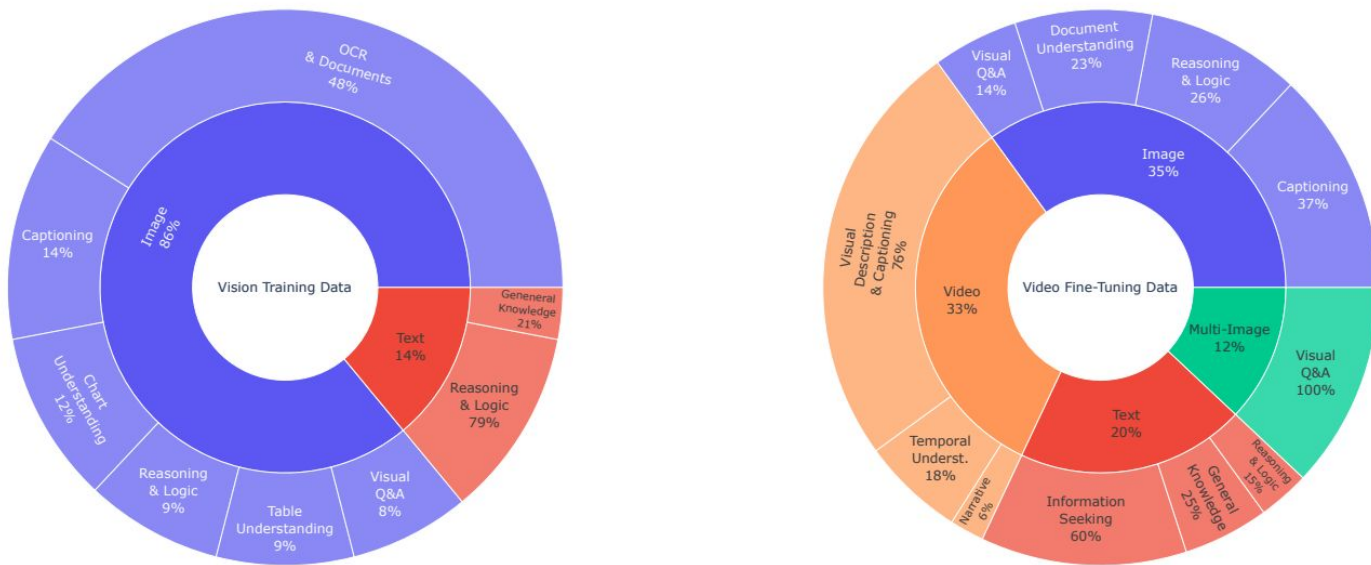 OCR
& Documents
48%
Captioning
14%
Image
86%
Chart
Understanding
12%
Reasoning
& Logic
9%
Table
Understanding
9%
Visual
Q&A
8%
Vision Training Data
Text
14%
Geneneral
Knowledge
21%
Reasoning
& Logic
79%
Visual
Q&A
14%
Document
Understanding
23%
Reasoning
& Logic
26%
Captioning
37%
Image
35%
Visual
Description
& Captioning
76%
Video
33%
Temporal
Underst.
18%
Narrative
6%
Video Fine-Tuning Data
Multi-Image
12%
Visual
Q&A
100%
Text
20%
Information
Seeking
60%
General
Knowledge
25%
Reasoning
& Logic
15%